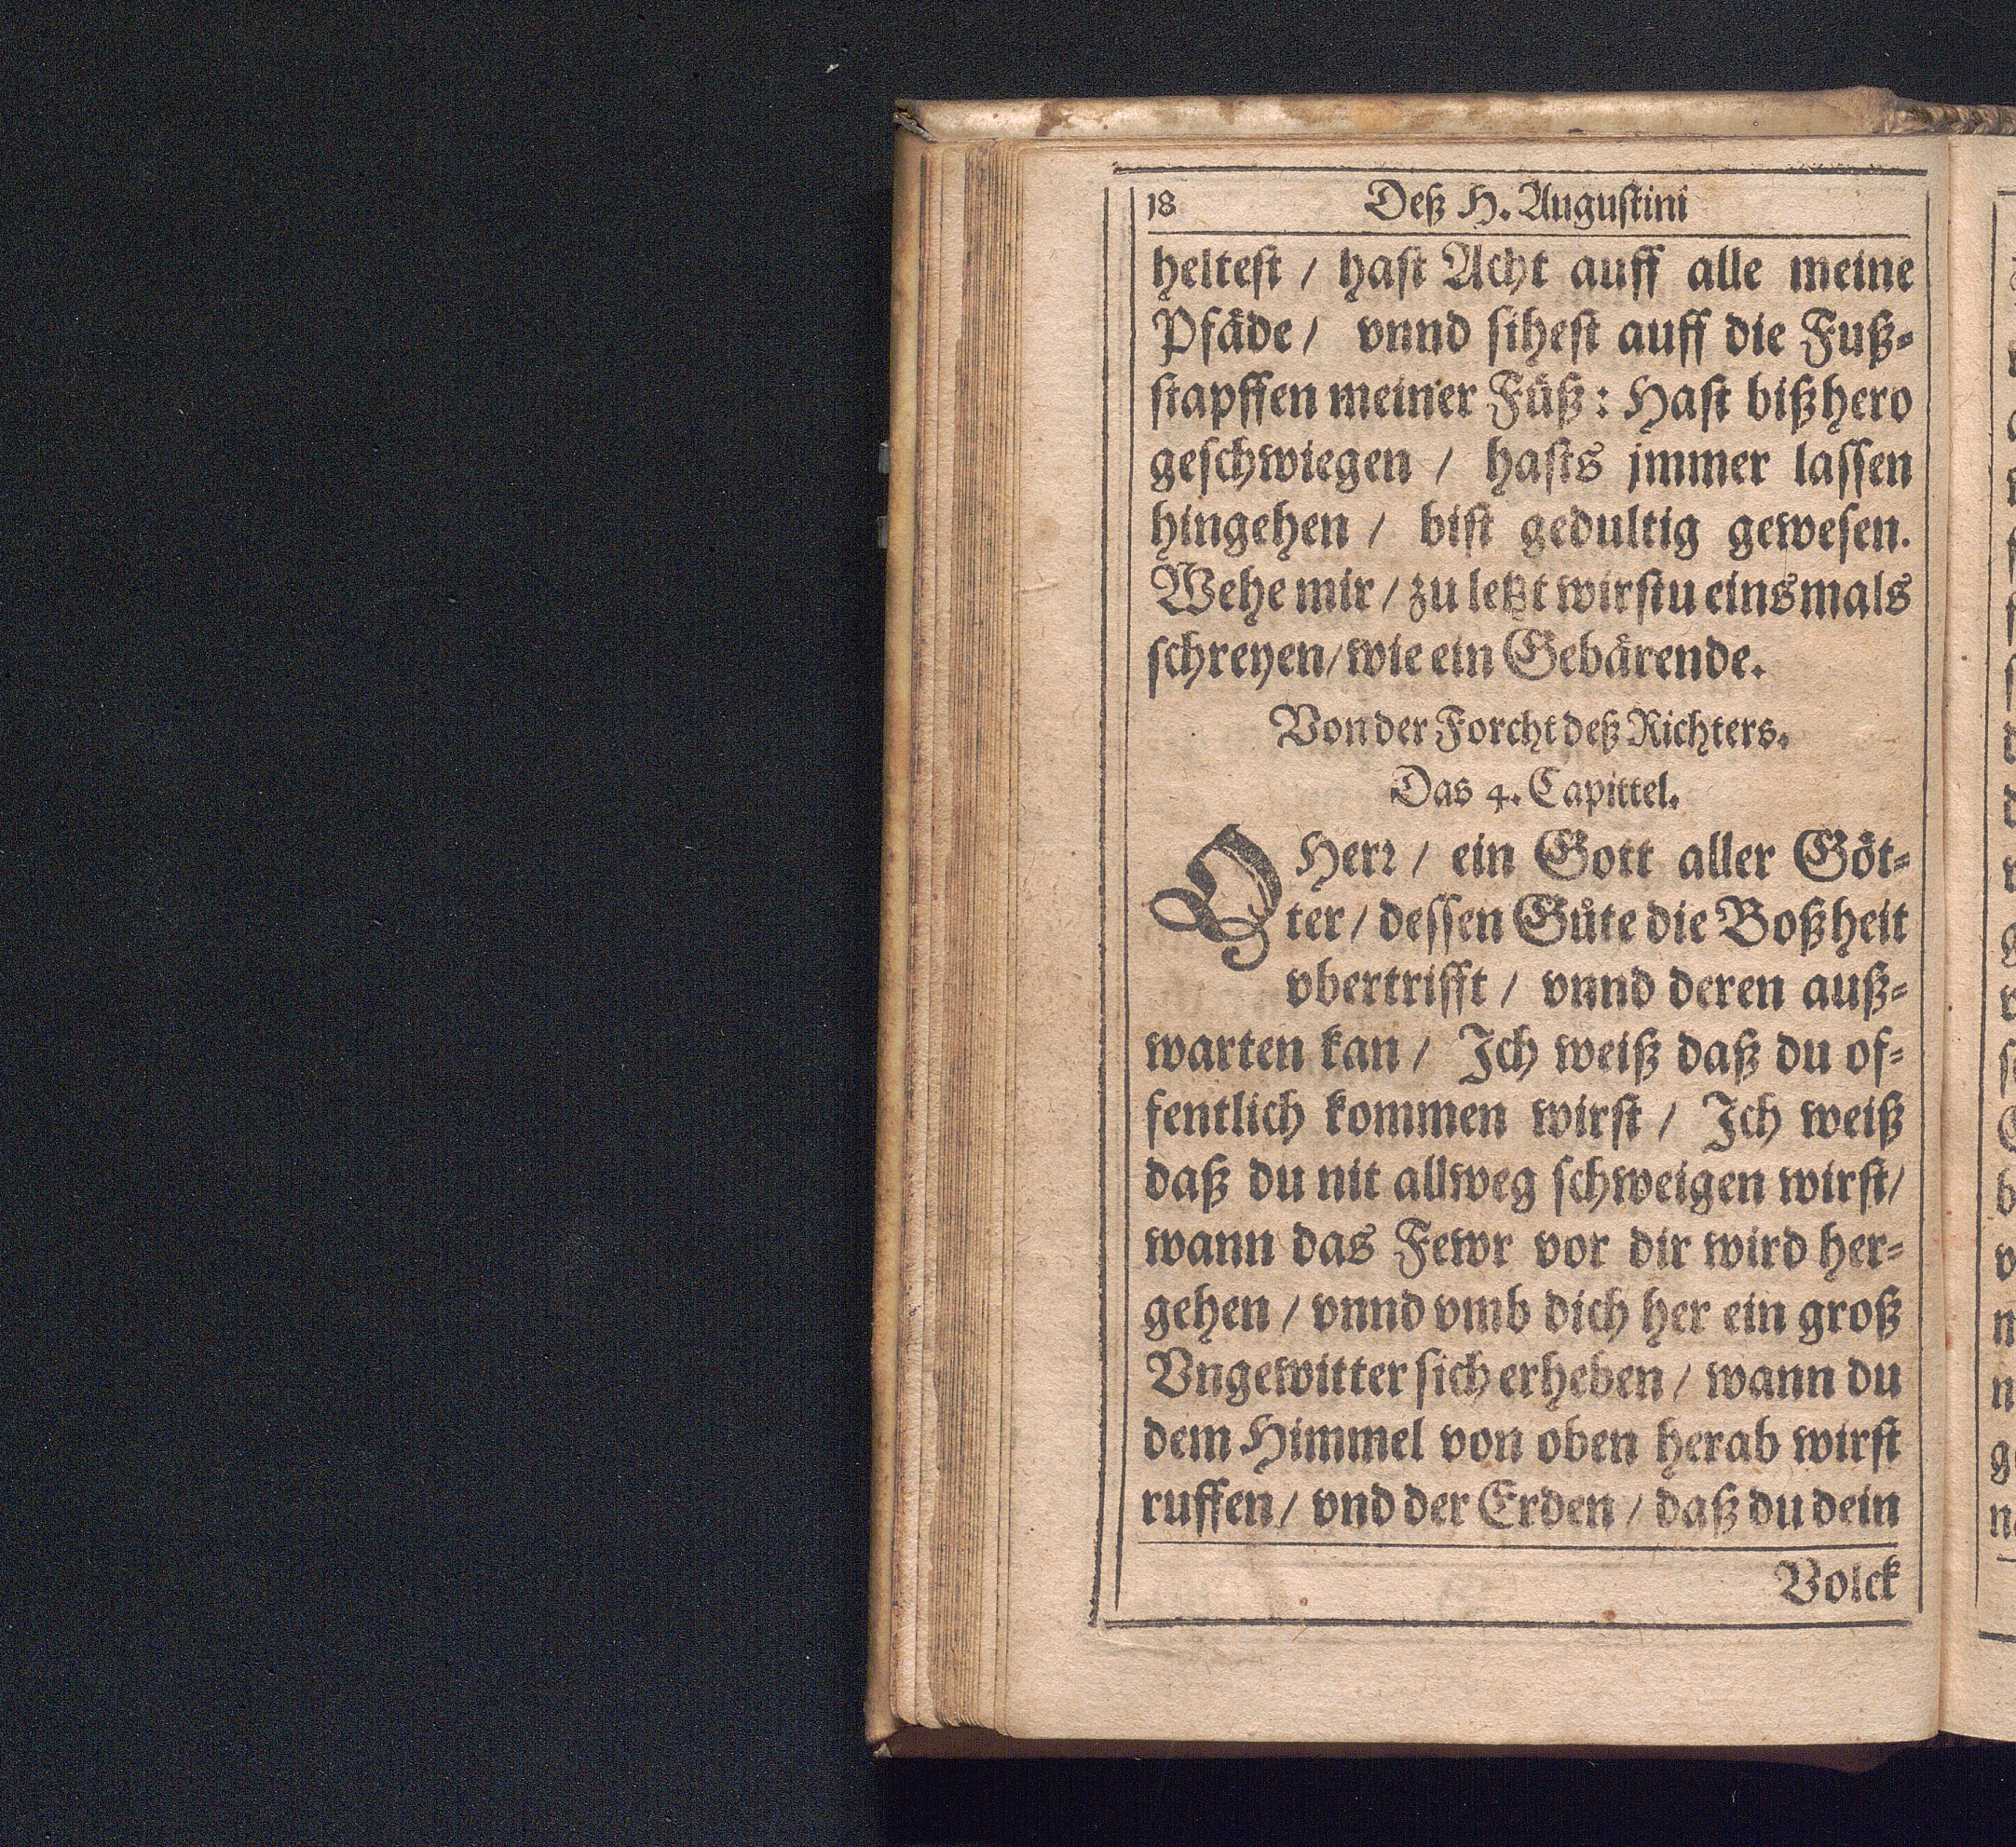 18 Deß H. Augustini
heltest / hast Acht auff alle meine
Pfäde / vnnd sihest auff die Fuß-
stapffen meiner Füß: Hast bißhero
geschwiegen / hasts jmmer lassen
hingehen / bist gedultig gewesen.
Wehe mir / zu letzt wirstu einsmals
schreyen / wie ein Gebärende.
Von der Forcht deß Richters.
Das 4. Capittel.
O Herr / ein Gott aller Göt-
ter / dessen Güte die Boßheit
vbertrifft / vnnd deren auß-
warten kan / Ich weiß daß du of-
fentlich kommen wirst / Ich weiß
daß du nit allweg schweigen wirst /
wann das Fewr vor dir wird her-
gehen / vnnd vmb dich her ein groß
Vngewitter sich erheben / wann du
dem Himmel von oben herab wirst
ruffen / vnd der Erden / daß du dein
Volck